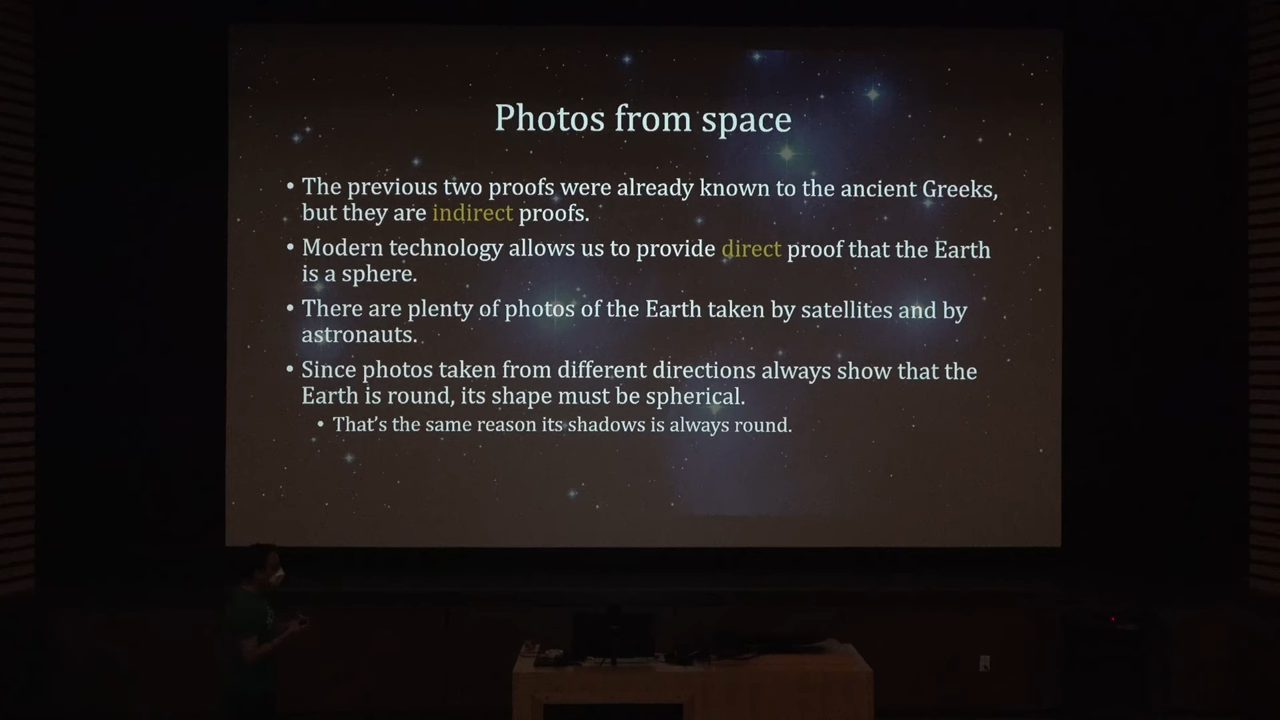 Photos from space
• The previous two proofs were already known to the ancient Greeks,
but they are indirect proofs.
• Modern technology allows us to provide direct proof that the Earth
is a sphere.
• There are plenty of photos of the Earth taken by satellites and by
astronauts.
• Since photos taken from different directions always show that the
Earth is round, its shape must be spherical.
• That's the same reason its shadows is always round.